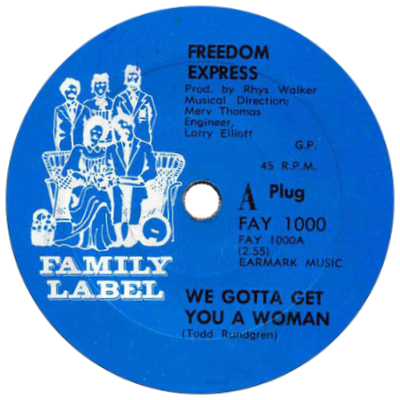 FREEDOM
EXPRESS
Prod. by Rhys Walker
Musical Direction:
Merv Thomas
Engineer,
Larry Elliott
G.P.
45 R.P.M.
A Plug
FAY 1000
FAY 1000A
(2.55)
EARMARK MUSIC
FAMILY
LABEL
WE GOTTA GET
YOU A WOMAN
(Todd Rundgren)